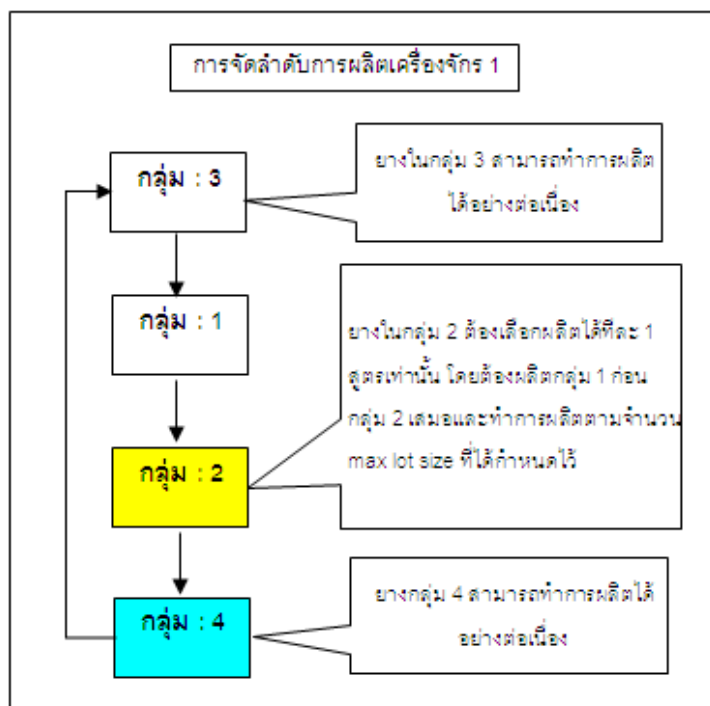 การจัดลำดับการผลิตเครื่องจักร 1
กลุ่ม : 3
ยางในกลุ่ม 3 สามารถทำการผลิต
ได้อย่างต่อเนื่อง
กลุ่ม : 1
ยางในกลุ่ม 2 ต้องเลือกผลิตได้ทีละ 1
สูตรเท่านั้น โดยต้องผลิตกลุ่ม 1 ก่อน
กลุ่ม 2 เสมอและทำการผลิตตามจำนวน
max lot size ที่ได้กำหนดไว้
กลุ่ม : 2
กลุ่ม : 4
ยางกลุ่ม 4 สามารถทำการผลิตได้
อย่างต่อเนื่อง